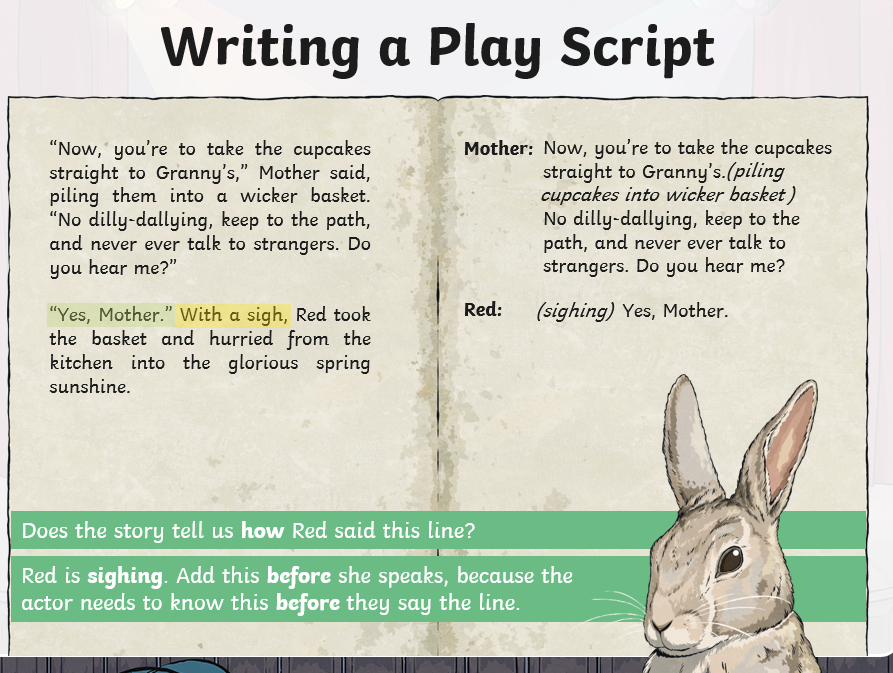 Writing a Play Script
“Now, you’re to take the cupcakes
straight to Granny’s,” Mother said,
piling them into a wicker basket.
“No dilly-dallying, keep to the path,
and never ever talk to strangers. Do
you hear me?”
“Yes, Mother.” With a sigh, Red took
the basket and hurried from the
kitchen into the glorious spring
sunshine.
Mother: Now, you’re to take the cupcakes
straight to Granny’s.(piling
cupcakes into wicker basket)
No dilly-dallying, keep to the
path, and never ever talk to
strangers. Do you hear me?
Red: (sighing) Yes, Mother.
Does the story tell us how Red said this line?
Red is sighing. Add this before she speaks, because the
actor needs to know this before they say the line.